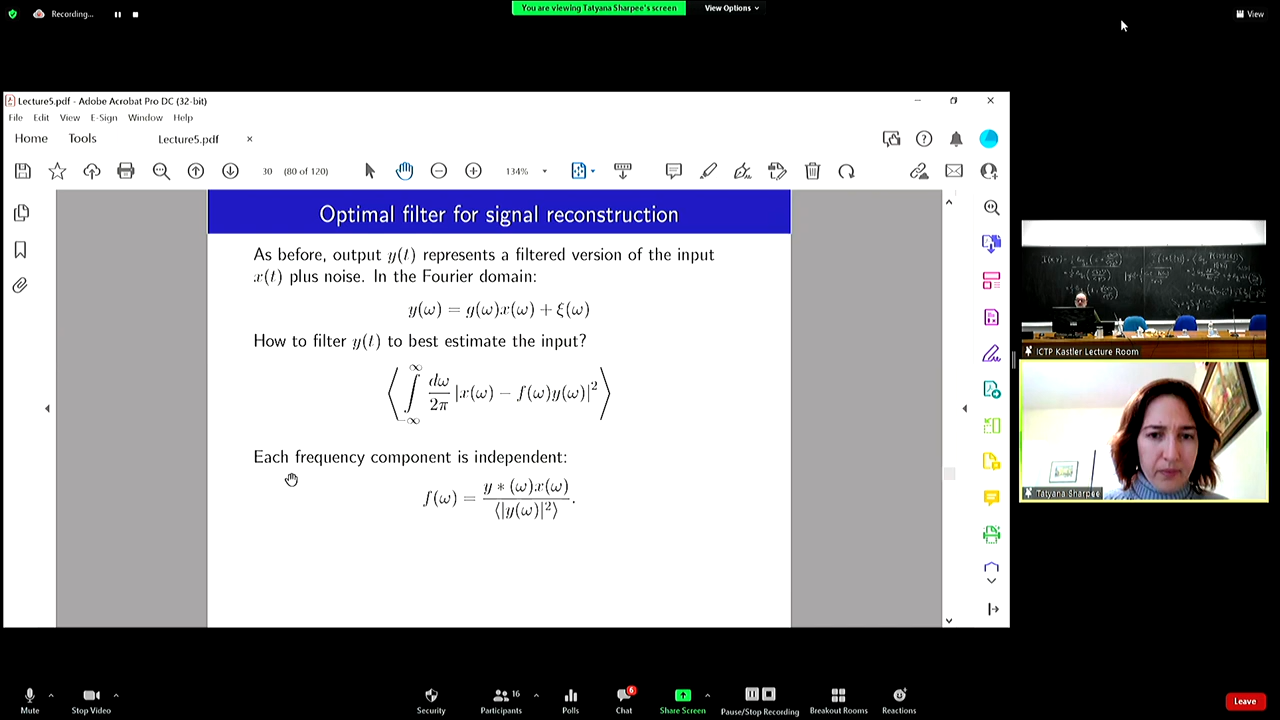 Recording...
You are viewing Tatyana Sharpee's screen
View Options
View
Lecture5.pdf - Adobe Acrobat Pro DC (32-bit)
File Edit View E-Sign Window Help
Home Tools Lecture5.pdf ×
30 (80 of 120) 134%
Optimal filter for signal reconstruction
As before, output y(t) represents a filtered version of the input
x(t) plus noise. In the Fourier domain:
y(ω) = g(ω)x(ω) + ξ(ω)
How to filter y(t) to best estimate the input?
⟨ ∫_{-∞}^{∞} dω/2π |x(ω) − f(ω)y(ω)|² ⟩
Each frequency component is independent:
f(ω) = y ∗ (ω)x(ω) / ⟨|y(ω)|²⟩.
ICTP Kastler Lecture Room
Tatyana Sharpee
Mute
Stop Video
Security
16
Participants
Polls
6
Chat
Share Screen
Pause/Stop Recording
Breakout Rooms
Reactions
Leave